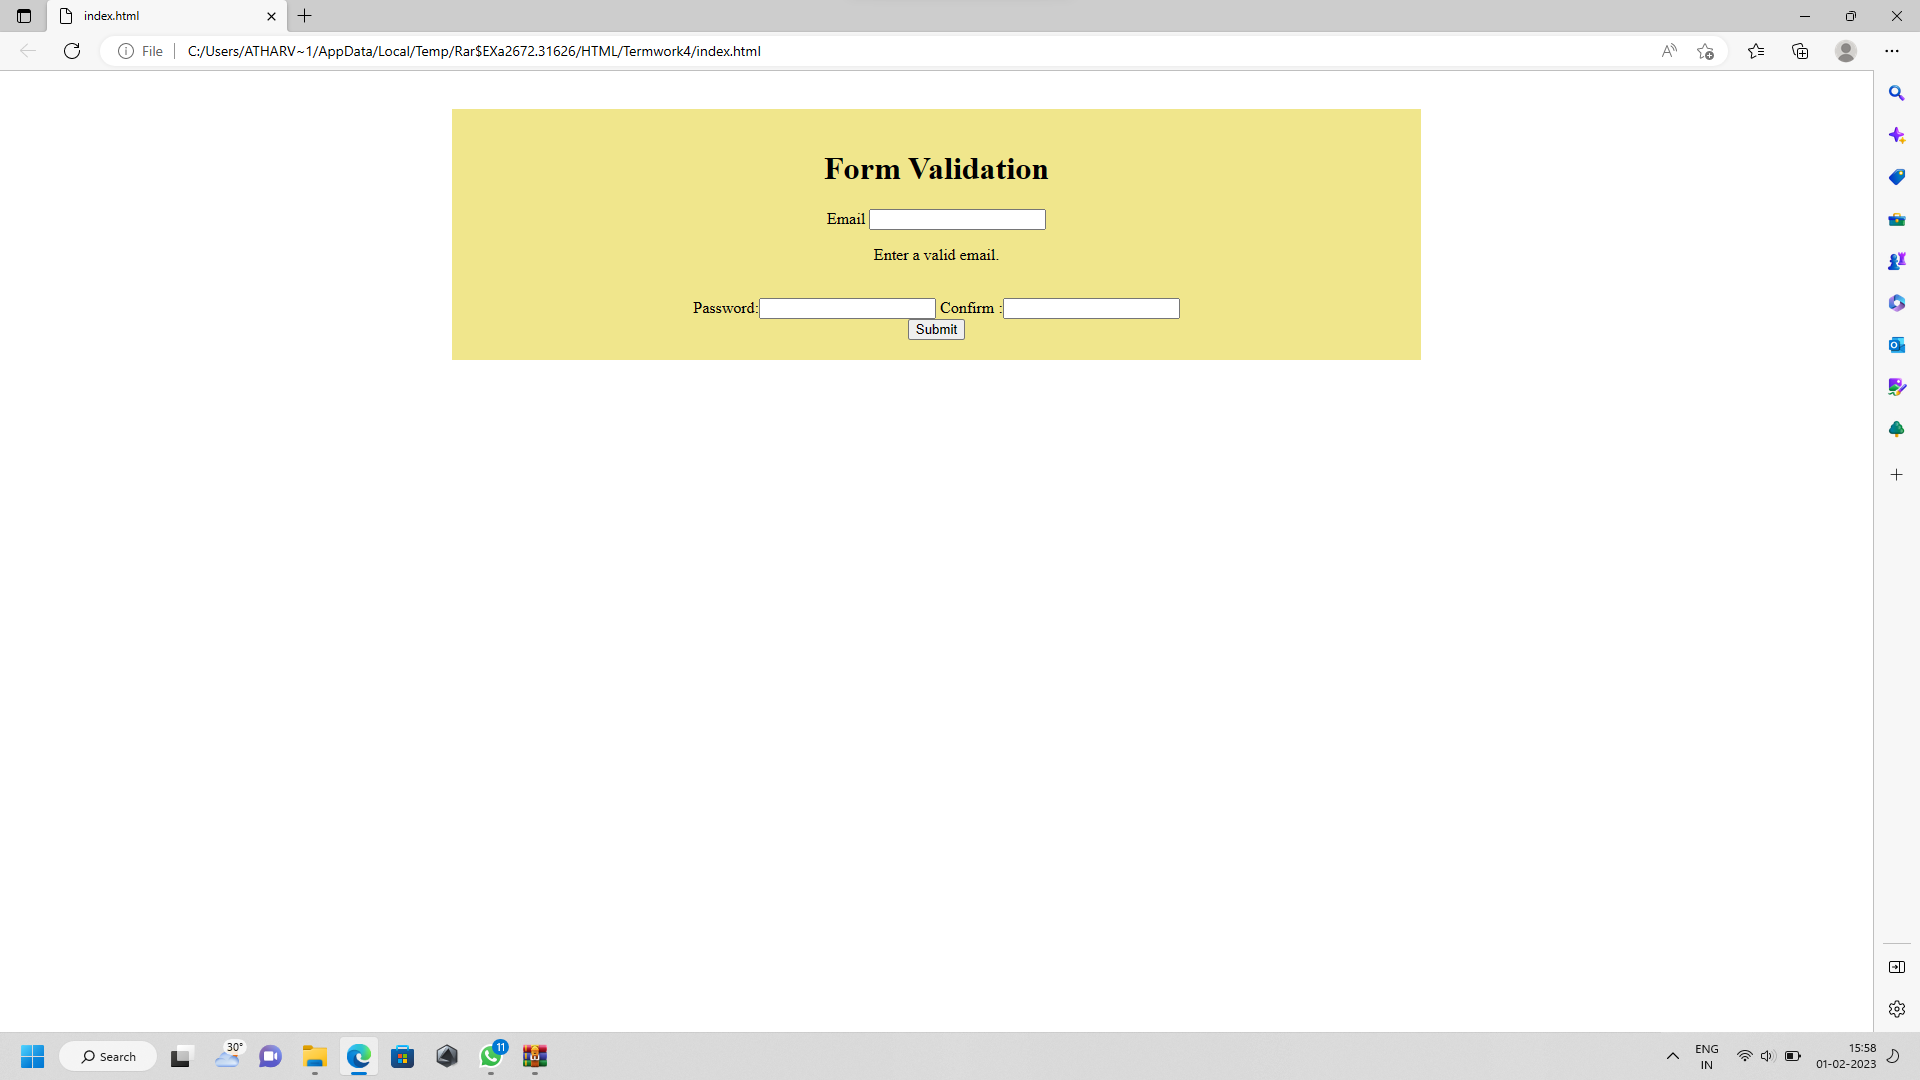 index.html
File
C:/Users/ATHARV~1/AppData/Local/Temp/Rar$EXa2672.31626/HTML/Termwork4/index.html
Form Validation
Email
Enter a valid email.
Password: Confirm :
Submit
Search
30°
11
ENG
IN
15:58
01-02-2023